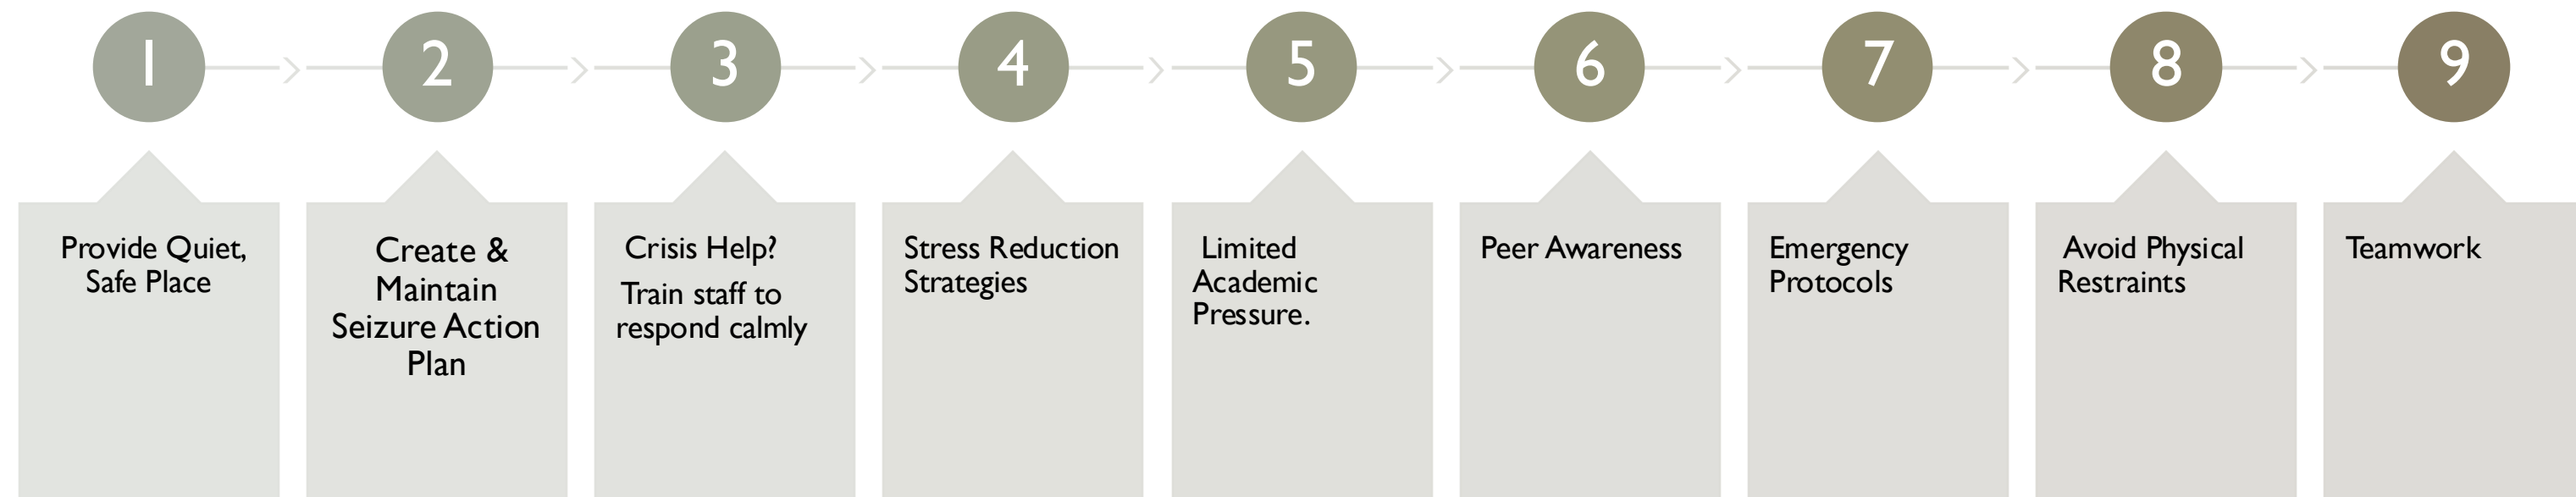 1
2
3
4
5
6
7
8
9
Provide Quiet,
Safe Place
Create &
Maintain
Seizure Action
Plan
Crisis Help?
Train staff to
respond calmly
Stress Reduction
Strategies
Limited
Academic
Pressure.
Peer Awareness
Emergency
Protocols
Avoid Physical
Restraints
Teamwork